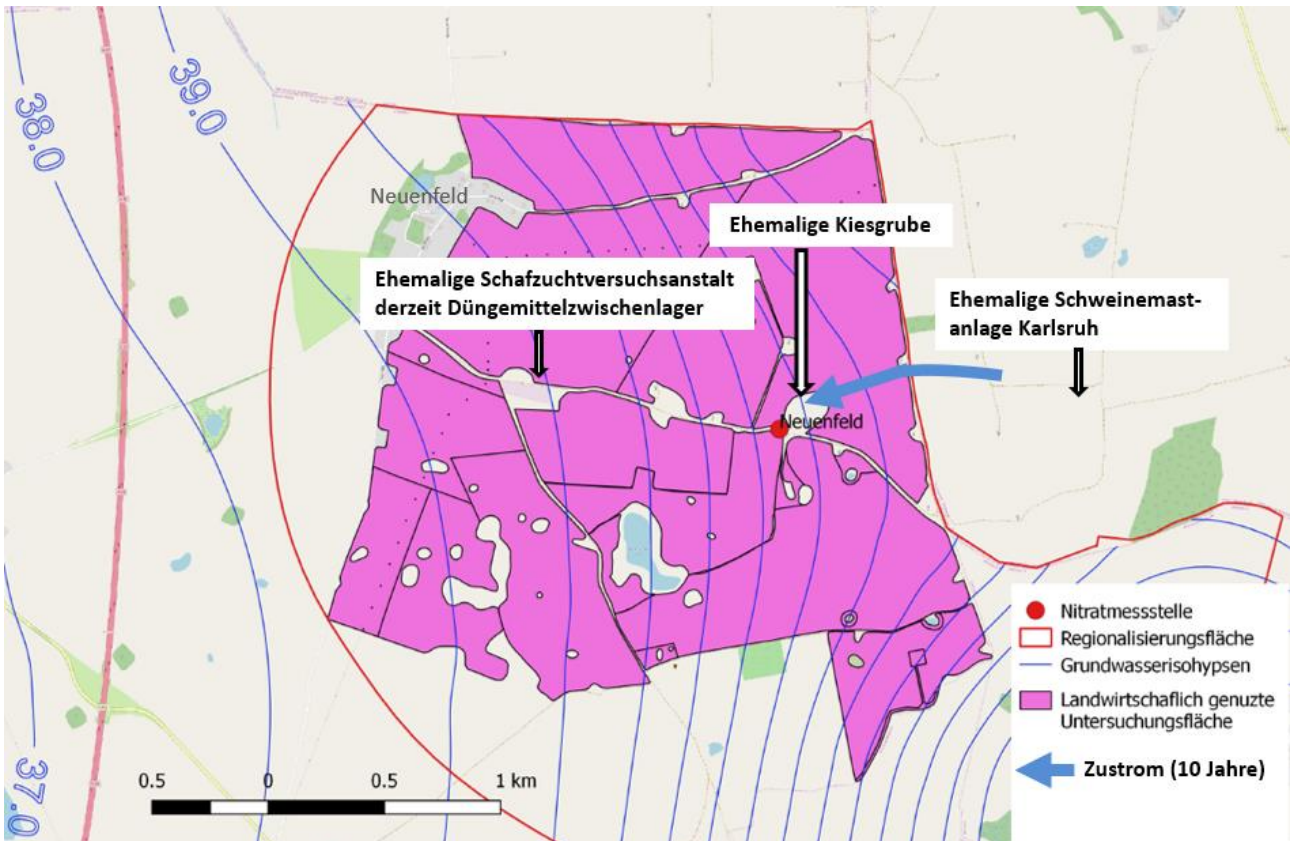 39.0
38.0
Neuenfeld
Ehemalige Kiesgrube
Ehemalige Schafzuchtversuchsanstalt
derzeit Düngemittelzwischenlager
Ehemalige Schweinemast-
anlage Karlsruh
Neuenfeld
37.0
0.5 0 0.5 1 km
Nitratmessstelle
Regionalisierungsfläche
Grundwasserisohypsen
Landwirtschaflich genuzte
Untersuchungsfläche
Zustrom (10 Jahre)